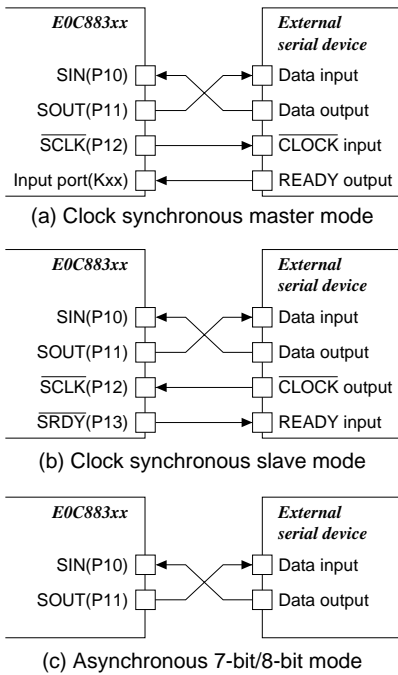 E0C883xx
External
serial device
SIN(P10)
Data input
SOUT(P11)
Data output
SCLK(P12)
CLOCK input
Input port(Kxx)
READY output
(a) Clock synchronous master mode
E0C883xx
External
serial device
SIN(P10)
Data input
SOUT(P11)
Data output
SCLK(P12)
CLOCK output
SRDY(P13)
READY input
(b) Clock synchronous slave mode
E0C883xx
External
serial device
SIN(P10)
Data input
SOUT(P11)
Data output
(c) Asynchronous 7-bit/8-bit mode